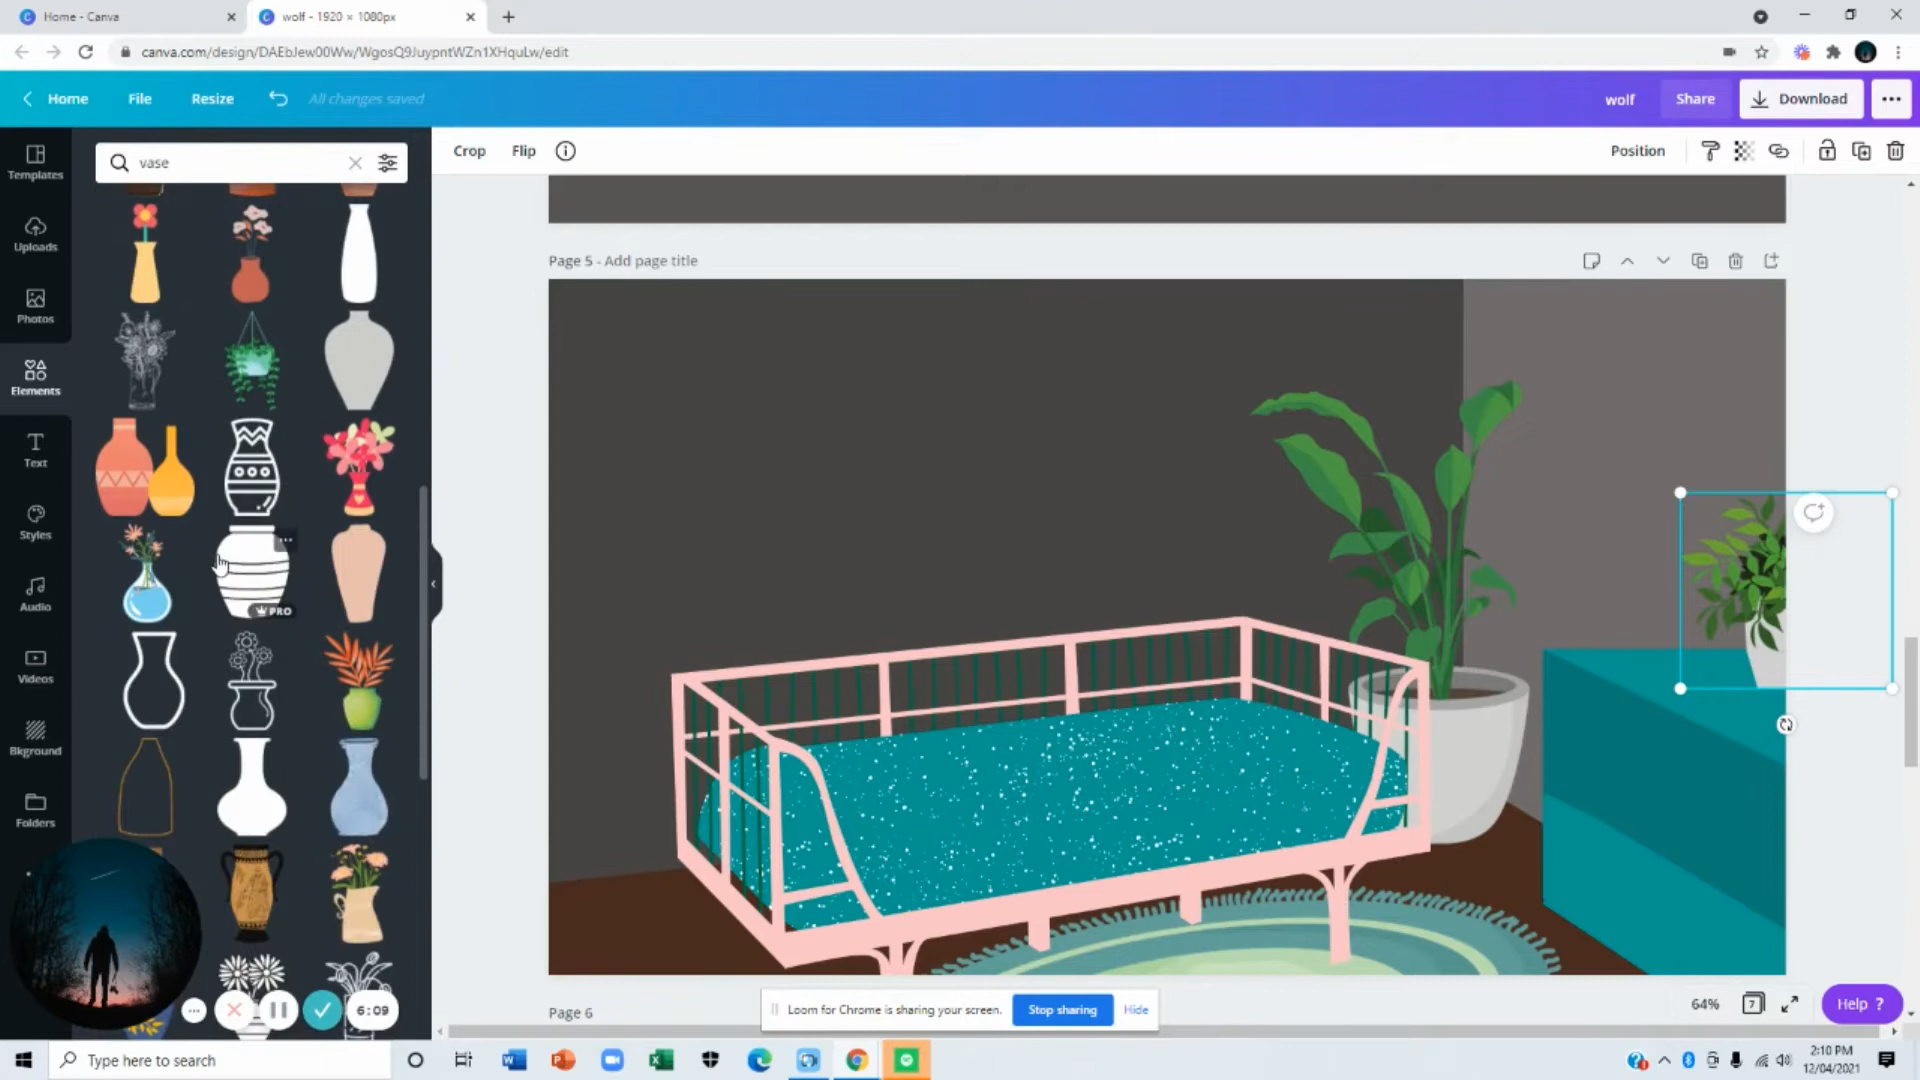 Home - Canva
wolf - 1920 × 1080px
canva.com/design/DAEbJew00Ww/WgosQ9JuypntWZn1XHquLw/edit
Home
File
Resize
All changes saved
wolf
Share
Download
Templates
Uploads
Photos
Elements
Text
Styles
Audio
Videos
Bkground
Folders
vase
PRO
Crop
Flip
Position
Page 5 - Add page title
Page 6
6:09
Loom for Chrome is sharing your screen.
Stop sharing
Hide
64%
7
Help ?
Type here to search
2:10 PM
12/04/2021